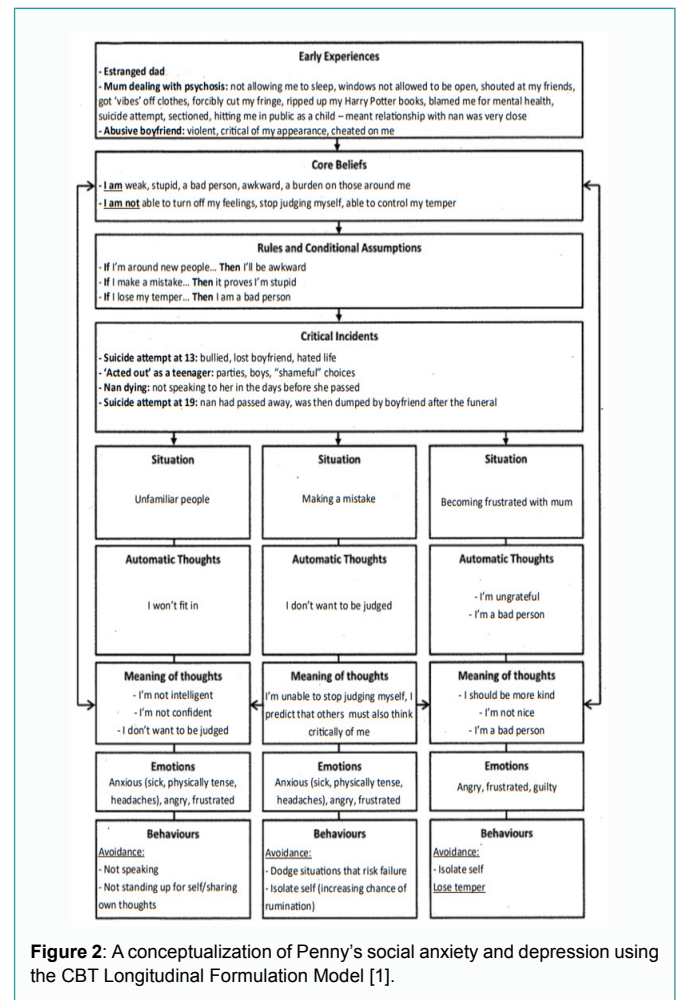 Early Experiences
- Estranged dad
- Mum dealing with psychosis: not allowing me to sleep, windows not allowed to be open, shouted at my friends,
got 'vibes' off clothes, forcibly cut my fringe, ripped up my Harry Potter books, blamed me for mental health,
suicide attempt, sectioned, hitting me in public as a child – meant relationship with nan was very close
- Abusive boyfriend: violent, critical of my appearance, cheated on me
Core Beliefs
- I am weak, stupid, a bad person, awkward, a burden on those around me
- I am not able to turn off my feelings, stop judging myself, able to control my temper
Rules and Conditional Assumptions
- If I'm around new people... Then I'll be awkward
- If I make a mistake... Then it proves I'm stupid
- If I lose my temper... Then I am a bad person
Critical Incidents
- Suicide attempt at 13: bullied, lost boyfriend, hated life
- 'Acted out' as a teenager: parties, boys, "shameful" choices
- Nan dying: not speaking to her in the days before she passed
- Suicide attempt at 19: nan had passed away, was then dumped by boyfriend after the funeral
Situation
Unfamiliar people
Situation
Making a mistake
Situation
Becoming frustrated with mum
Automatic Thoughts
I won't fit in
Automatic Thoughts
I don't want to be judged
Automatic Thoughts
- I'm ungrateful
- I'm a bad person
Meaning of thoughts
- I'm not intelligent
- I'm not confident
- I don't want to be judged
Meaning of thoughts
I'm unable to stop judging myself, I
predict that others must also think
critically of me
Meaning of thoughts
- I should be more kind
- I'm not nice
- I'm a bad person
Emotions
Anxious (sick, physically tense,
headaches), angry, frustrated
Emotions
Anxious (sick, physically tense,
headaches), angry, frustrated
Emotions
Angry, frustrated, guilty
Behaviours
Avoidance:
- Not speaking
- Not standing up for self/sharing
own thoughts
Behaviours
Avoidance:
- Dodge situations that risk failure
- Isolate self (increasing chance of
rumination)
Behaviours
Avoidance:
- Isolate self
Lose temper
Figure 2: A conceptualization of Penny's social anxiety and depression using
the CBT Longitudinal Formulation Model [1].